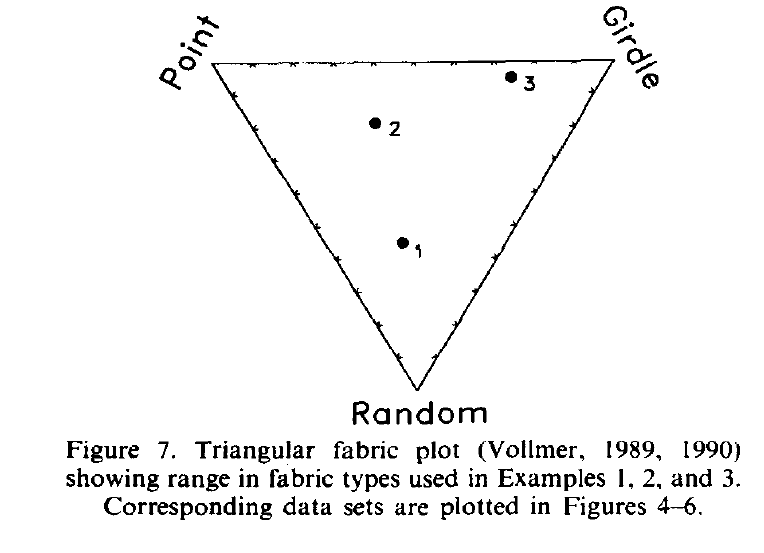 Point
Girdle
3
2
1
Random
Figure 7. Triangular fabric plot (Vollmer, 1989, 1990)
showing range in fabric types used in Examples 1, 2, and 3.
Corresponding data sets are plotted in Figures 4–6.